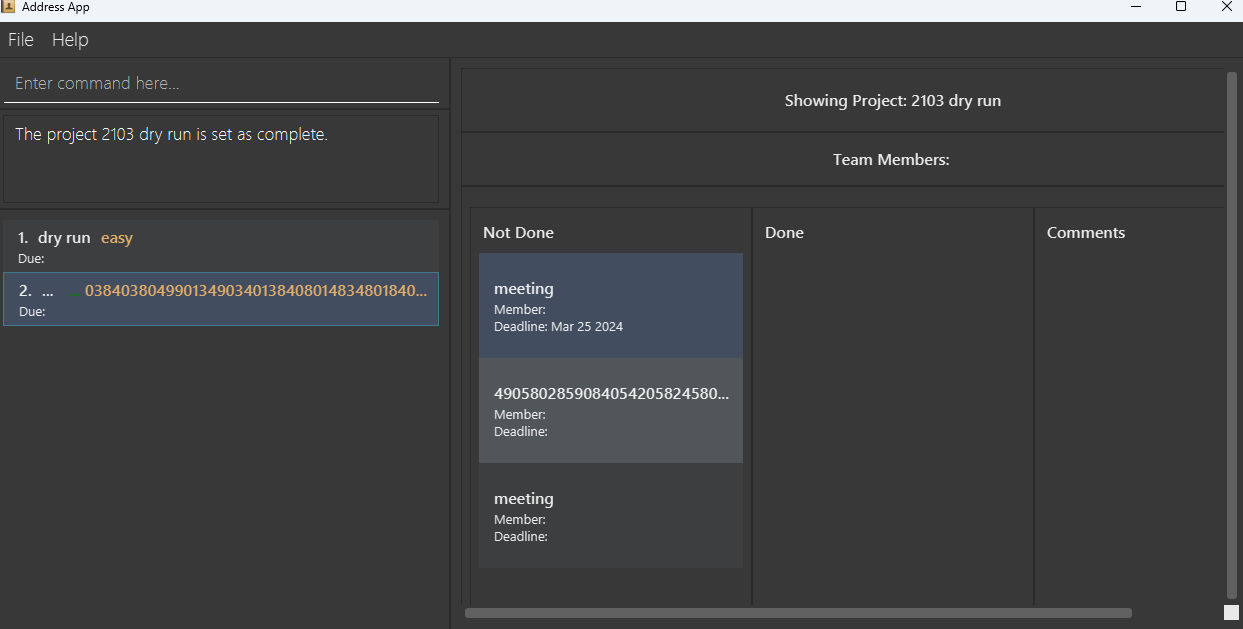 Address App
File Help
Enter command here...
The project 2103 dry run is set as complete.
1. dry run easy
Due:
2. ... 03840380499013490340138408014834801840...
Due:
Showing Project: 2103 dry run
Team Members:
Not Done
meeting
Member:
Deadline: Mar 25 2024
4905802859084054205824580...
Member:
Deadline:
meeting
Member:
Deadline:
Done
Comments